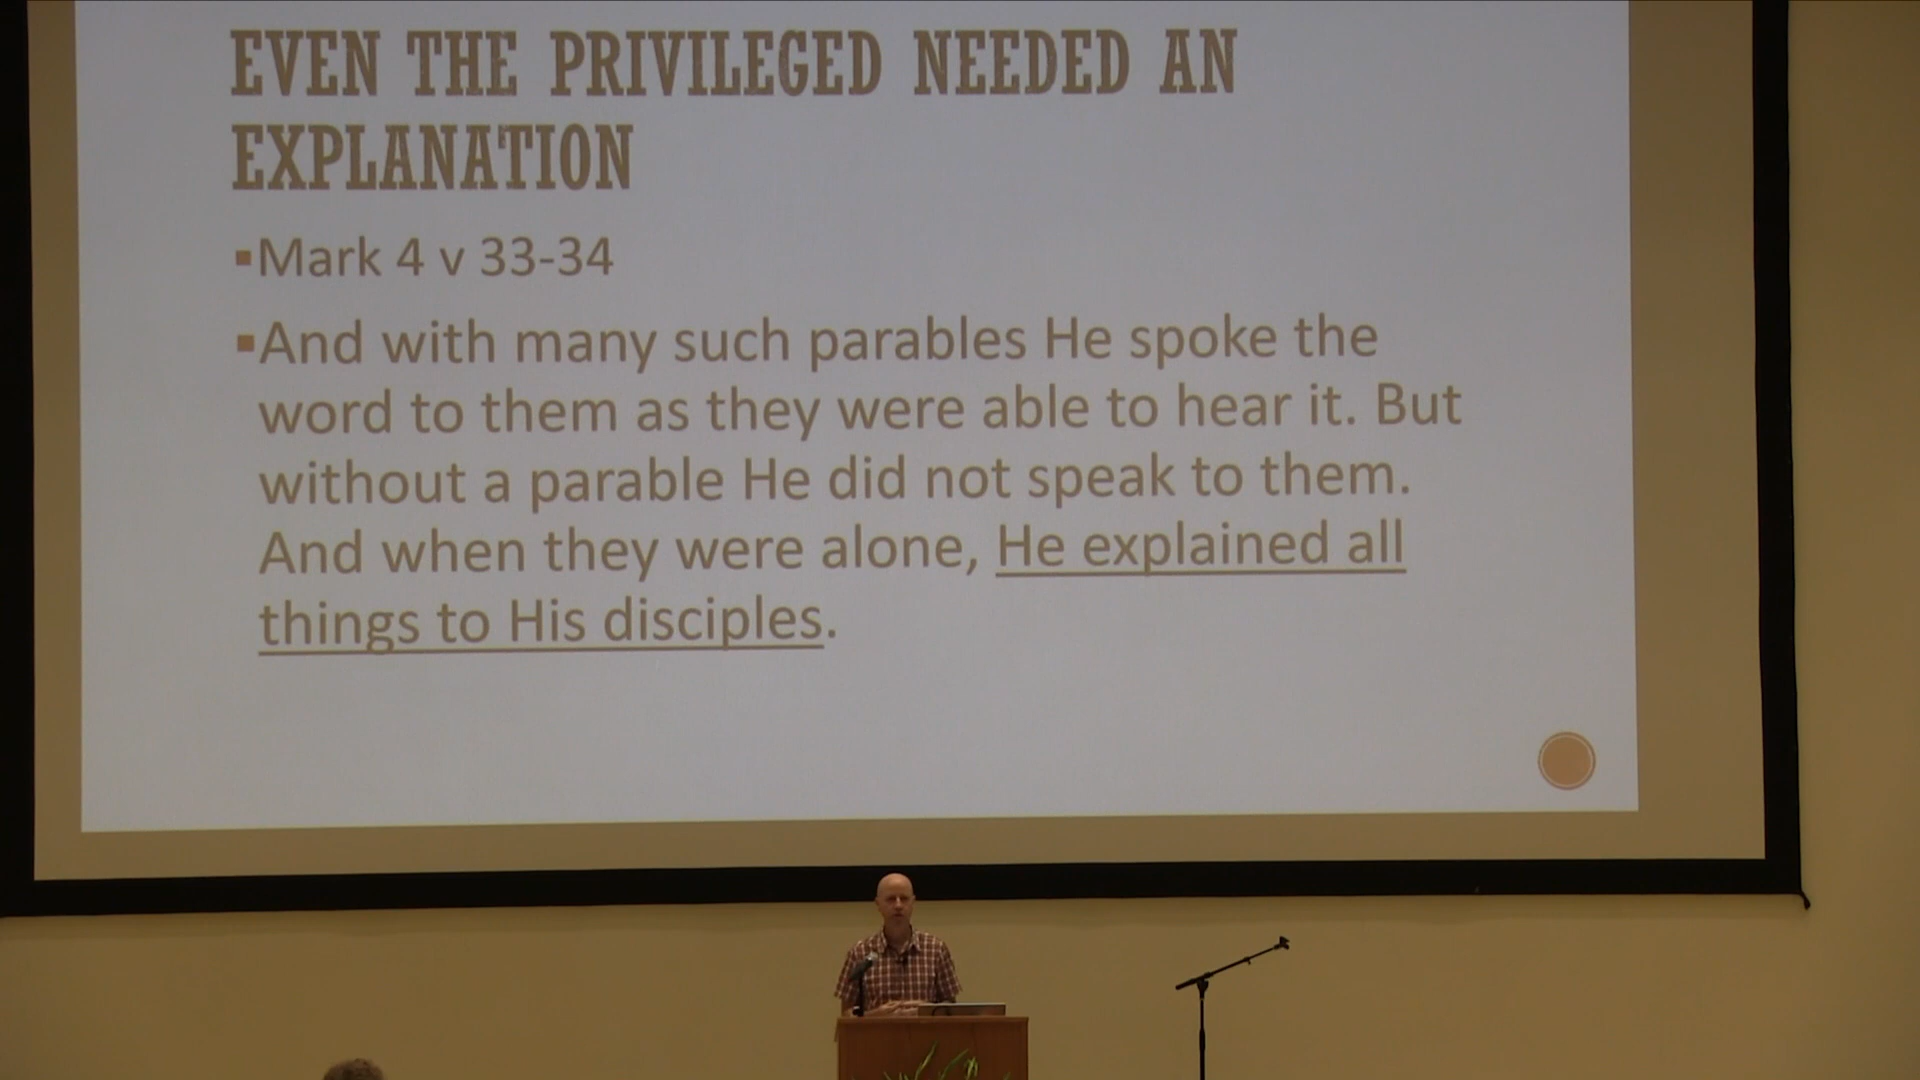 EVEN THE PRIVILEGED NEEDED AN
EXPLANATION
▪Mark 4 v 33-34
▪And with many such parables He spoke the
word to them as they were able to hear it. But
without a parable He did not speak to them.
And when they were alone, He explained all
things to His disciples.